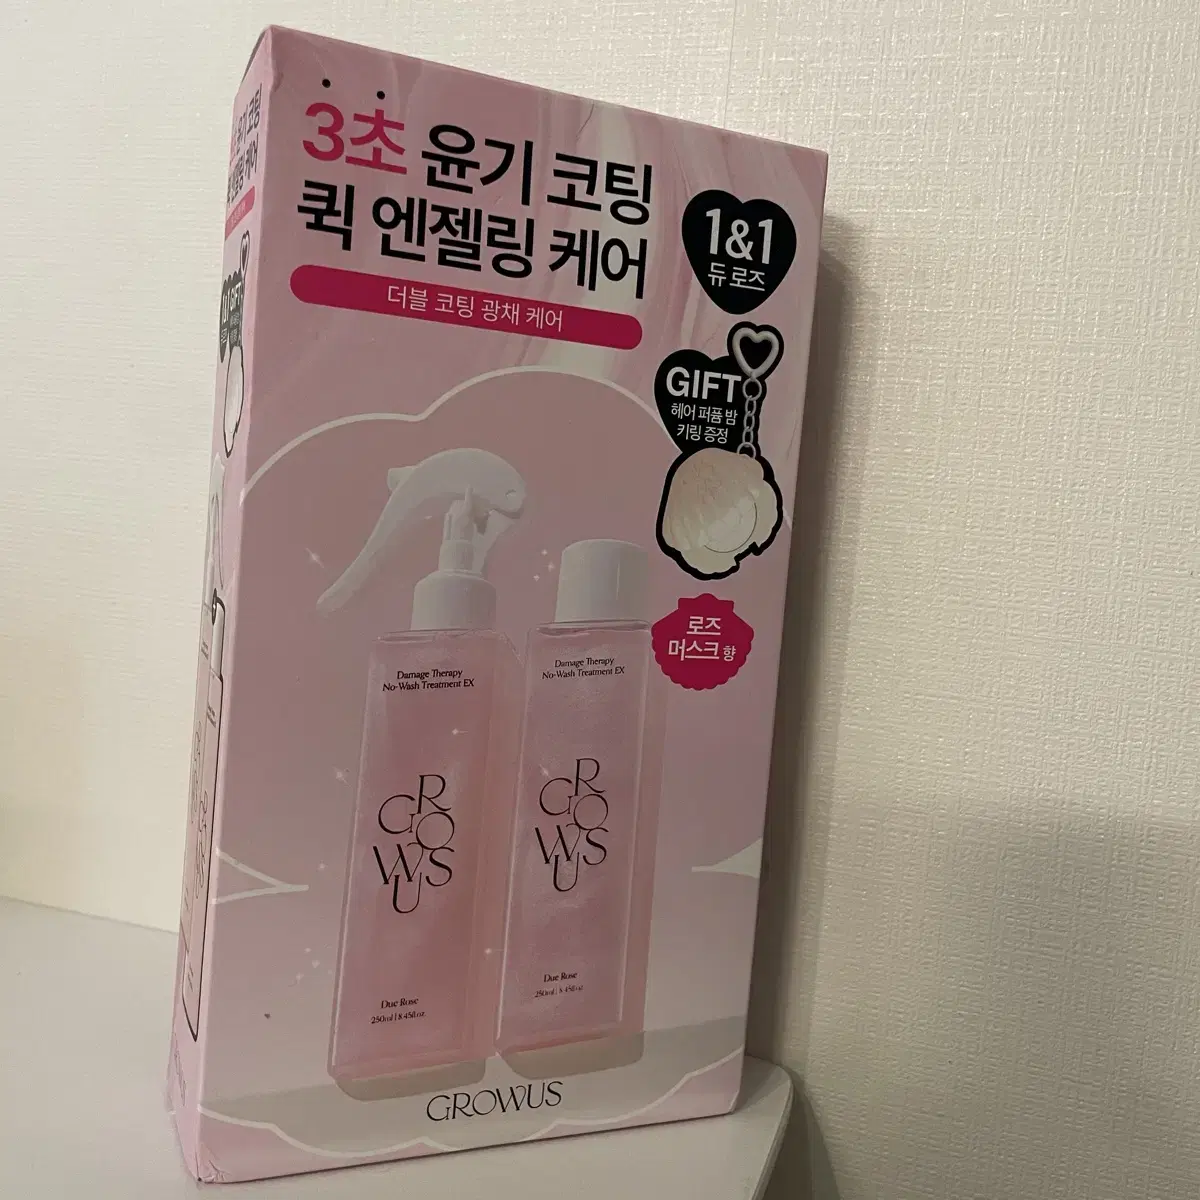 3초 윤기 코팅
퀵 엔젤링 케어
더블 코팅 광채 케어
1&1
듀 로즈
GIFT
헤어 퍼퓸 밤
키링 증정
로즈
머스크 향
Damage Therapy
No-Wash Treatment EX
GROWUS
Due Rose
250ml | 8.45fl.oz
Damage Therapy
No-Wash Treatment EX
GROWUS
Due Rose
250ml | 8.45fl.oz
GROWUS